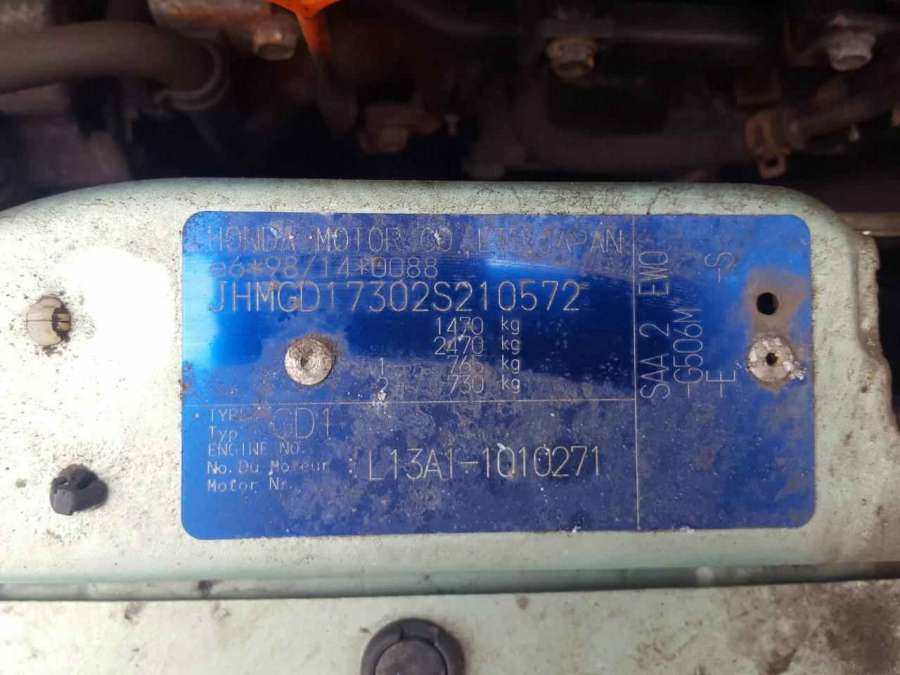 HONDA MOTOR CO.,LTD. JAPAN
e6*98/14*0088
JHMGD17302S210572
1470 kg
2470 kg
1 760 kg
2 730 kg
TYPE
Typ GD1
ENGINE No.
No. Du Moteur L13A1-1010271
Motor Nr.
SAA 2 EWO
-G506M -S
-E